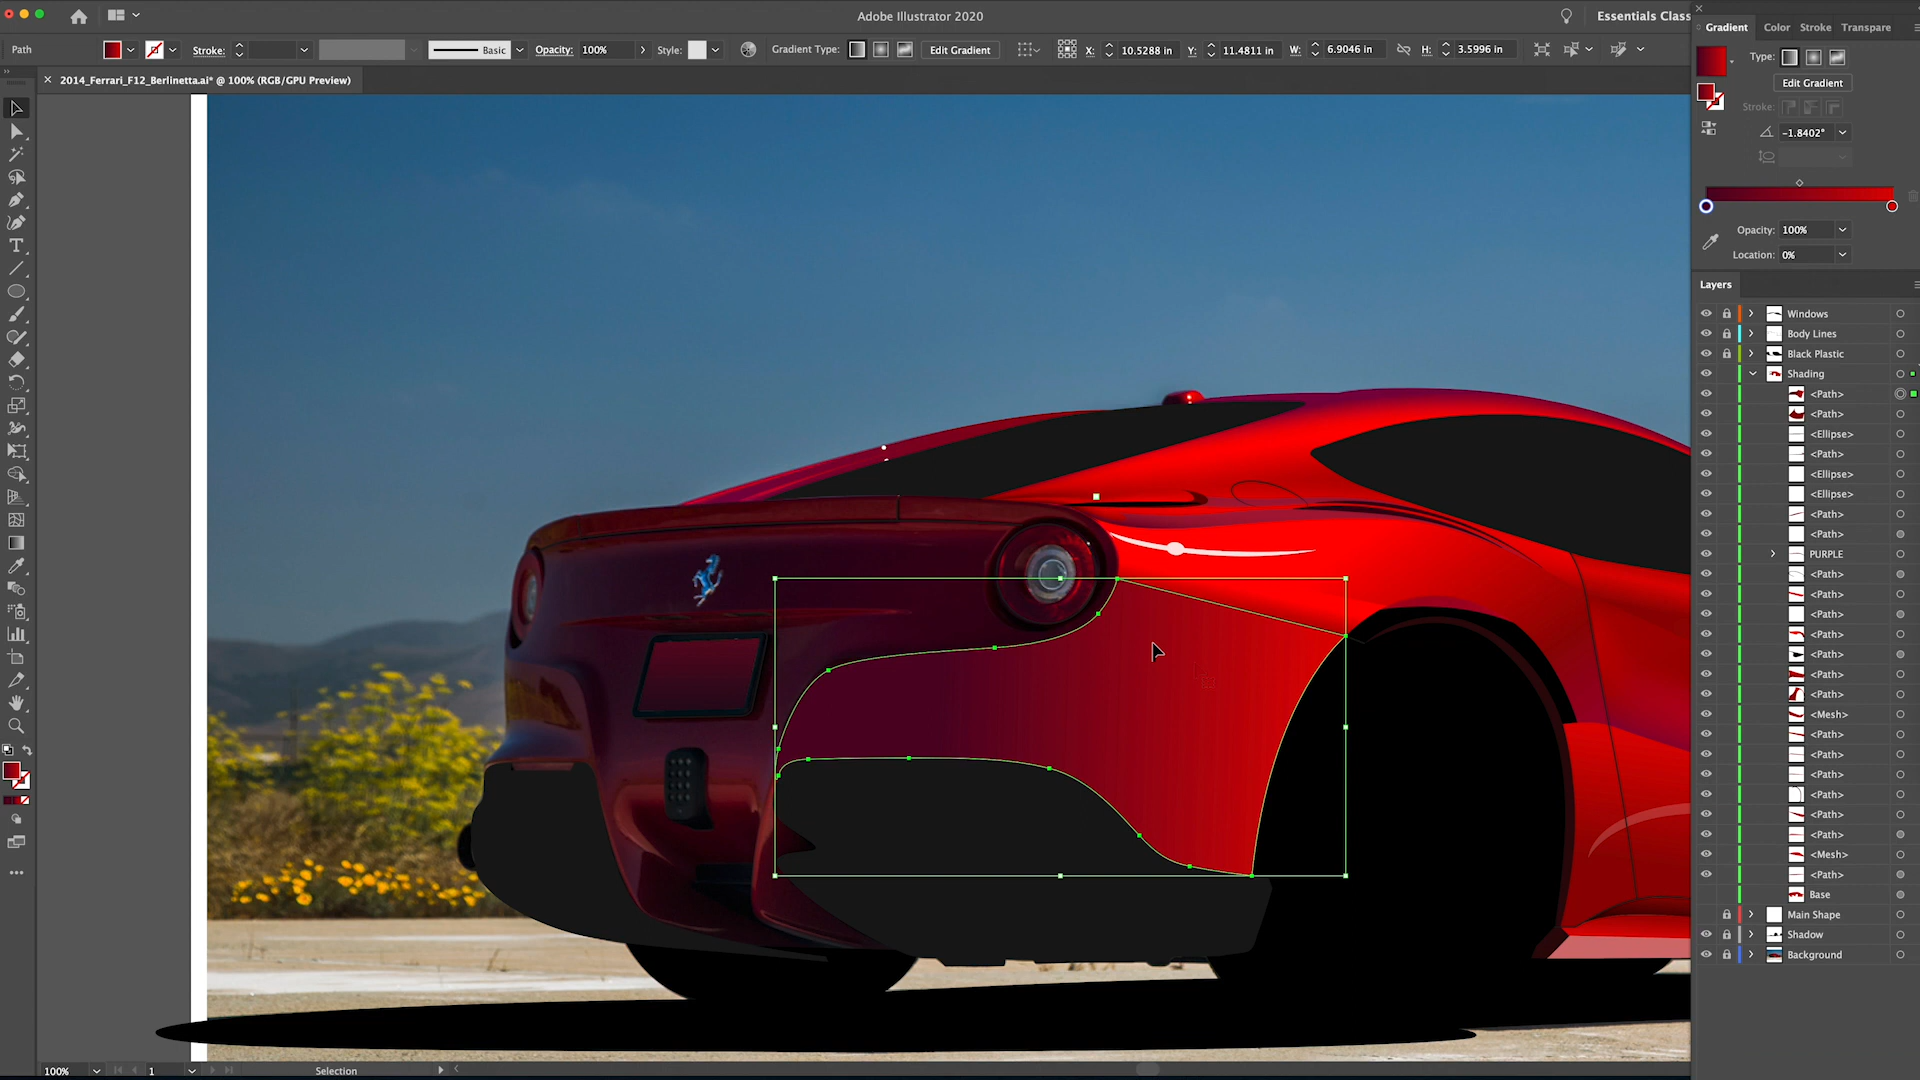 Adobe Illustrator 2020
Essentials Class
Path
Stroke:
Basic
Opacity: 100%
Style:
Gradient Type:
Edit Gradient
X: 10.5288 in
Y: 11.4811 in
W: 6.9046 in
H: 3.5996 in
2014_Ferrari_F12_Berlinetta.ai* @ 100% (RGB/GPU Preview)
Gradient Color Stroke Transpare
Type:
Edit Gradient
Stroke:
-1.8402°
Opacity: 100%
Location: 0%
Layers
Windows
Body Lines
Black Plastic
Shading
<Path>
<Path>
<Ellipse>
<Path>
<Ellipse>
<Ellipse>
<Path>
<Path>
PURPLE
<Path>
<Path>
<Path>
<Path>
<Path>
<Path>
<Path>
<Mesh>
<Path>
<Path>
<Path>
<Path>
<Path>
<Path>
<Mesh>
<Path>
Base
Main Shape
Shadow
Background
100%
1
Selection